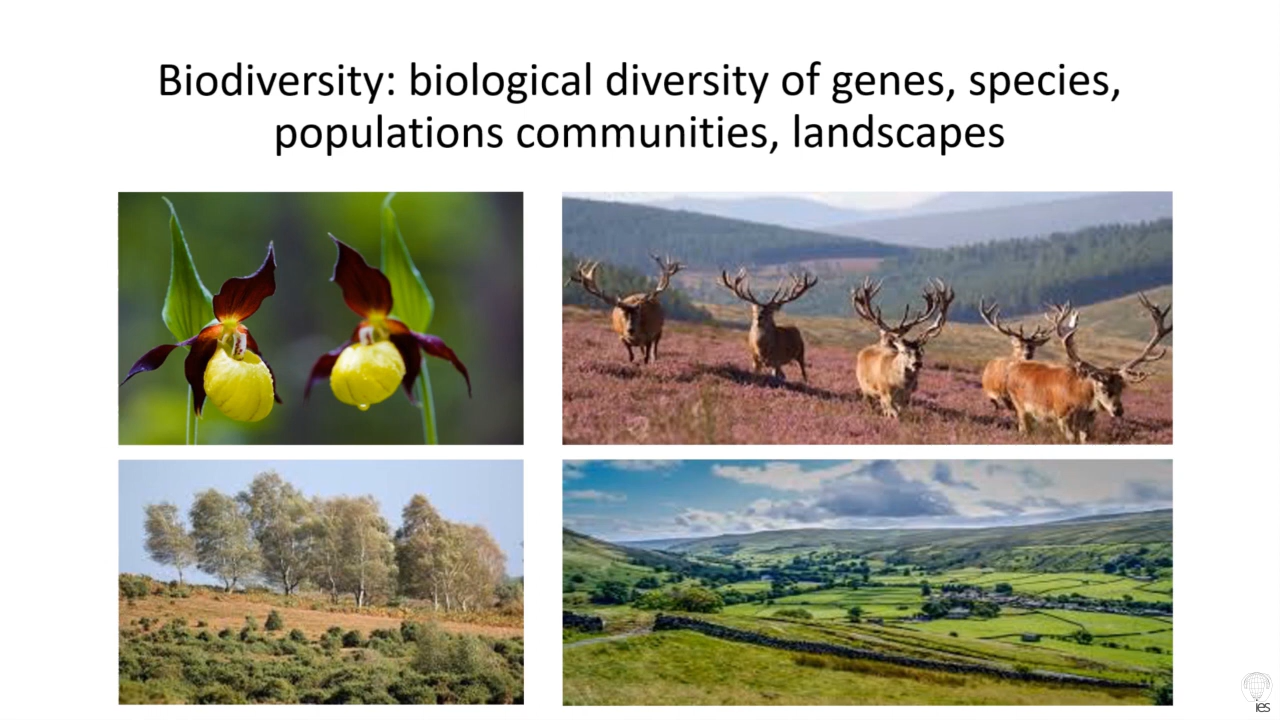 Biodiversity: biological diversity of genes, species,
populations communities, landscapes
ies